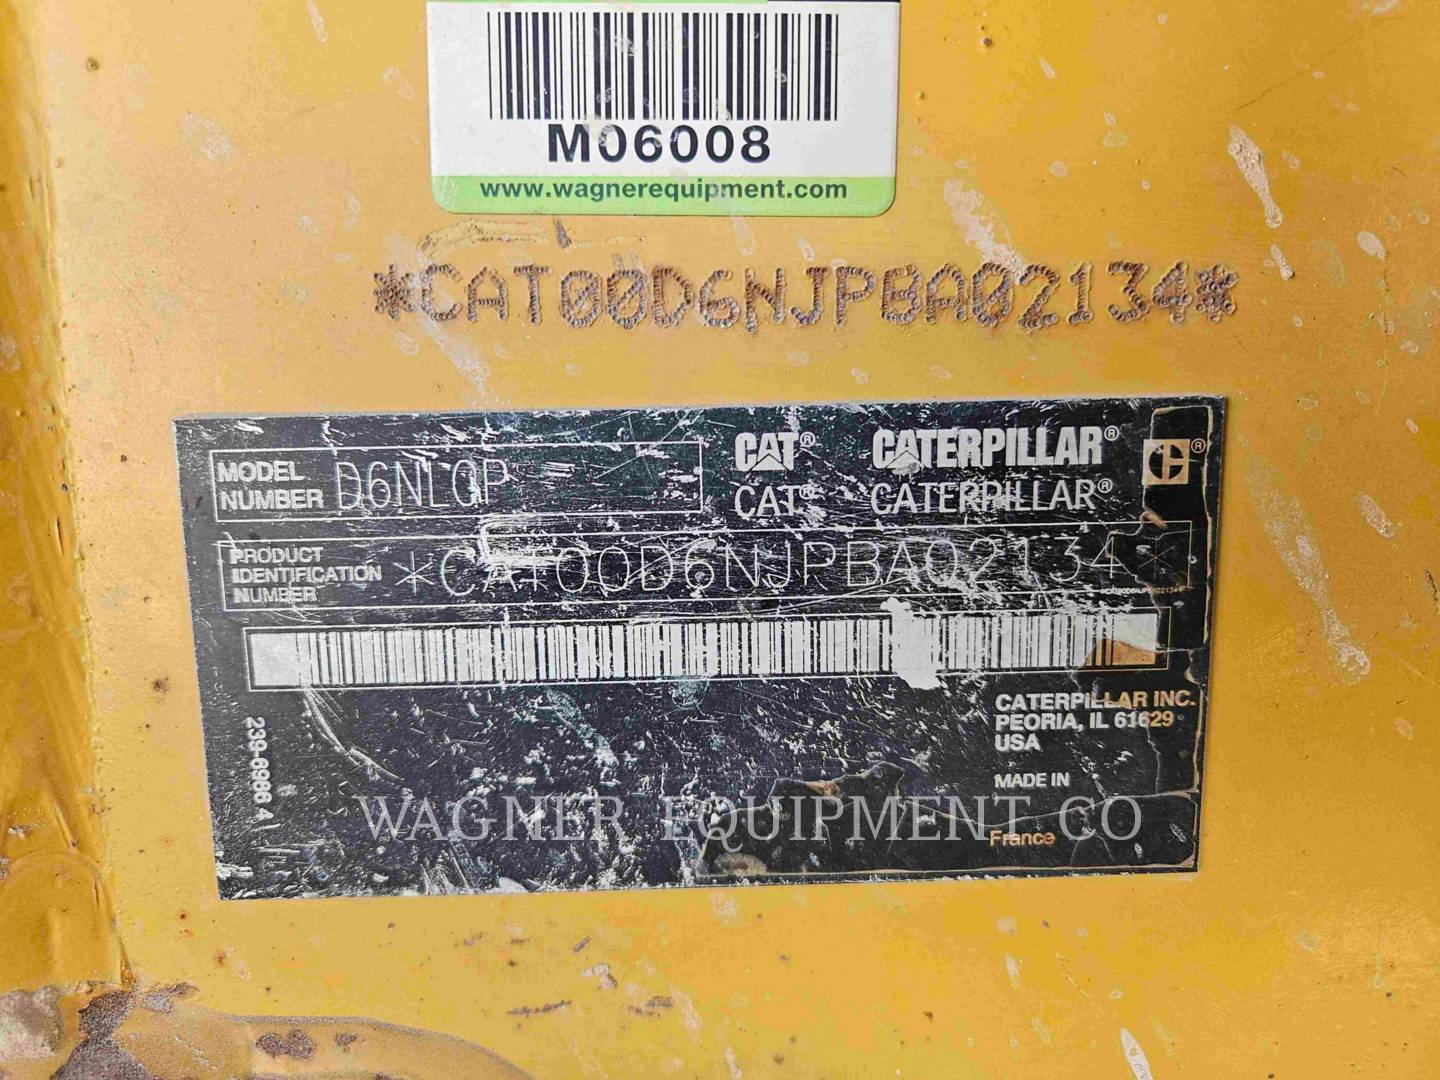 M06008
www.wagnerequipment.com
*CAT00D6NJPBA02134*
CAT® CATERPILLAR®
MODEL NUMBER D6NLGP
CAT® CATERPILLAR®
PRODUCT IDENTIFICATION NUMBER *CAT00D6NJPBA02134*
*CAT00D6NJPBA02134*
CATERPILLAR INC.
PEORIA, IL 61629
USA
239-6986 4
MADE IN
WAGNER EQUIPMENT CO
France